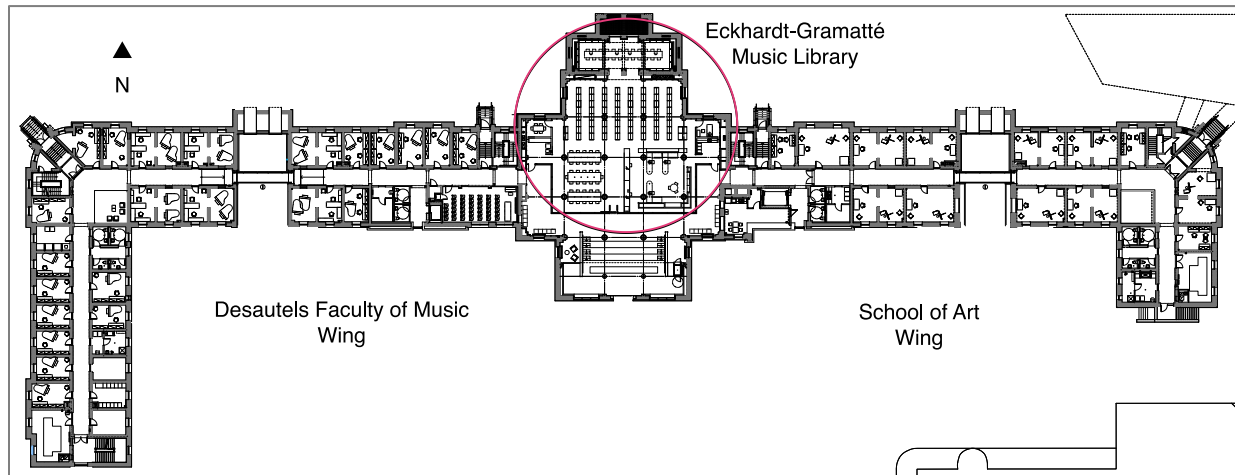 Eckhardt-Gramatté
Music Library
N
Desautels Faculty of Music
Wing
School of Art
Wing